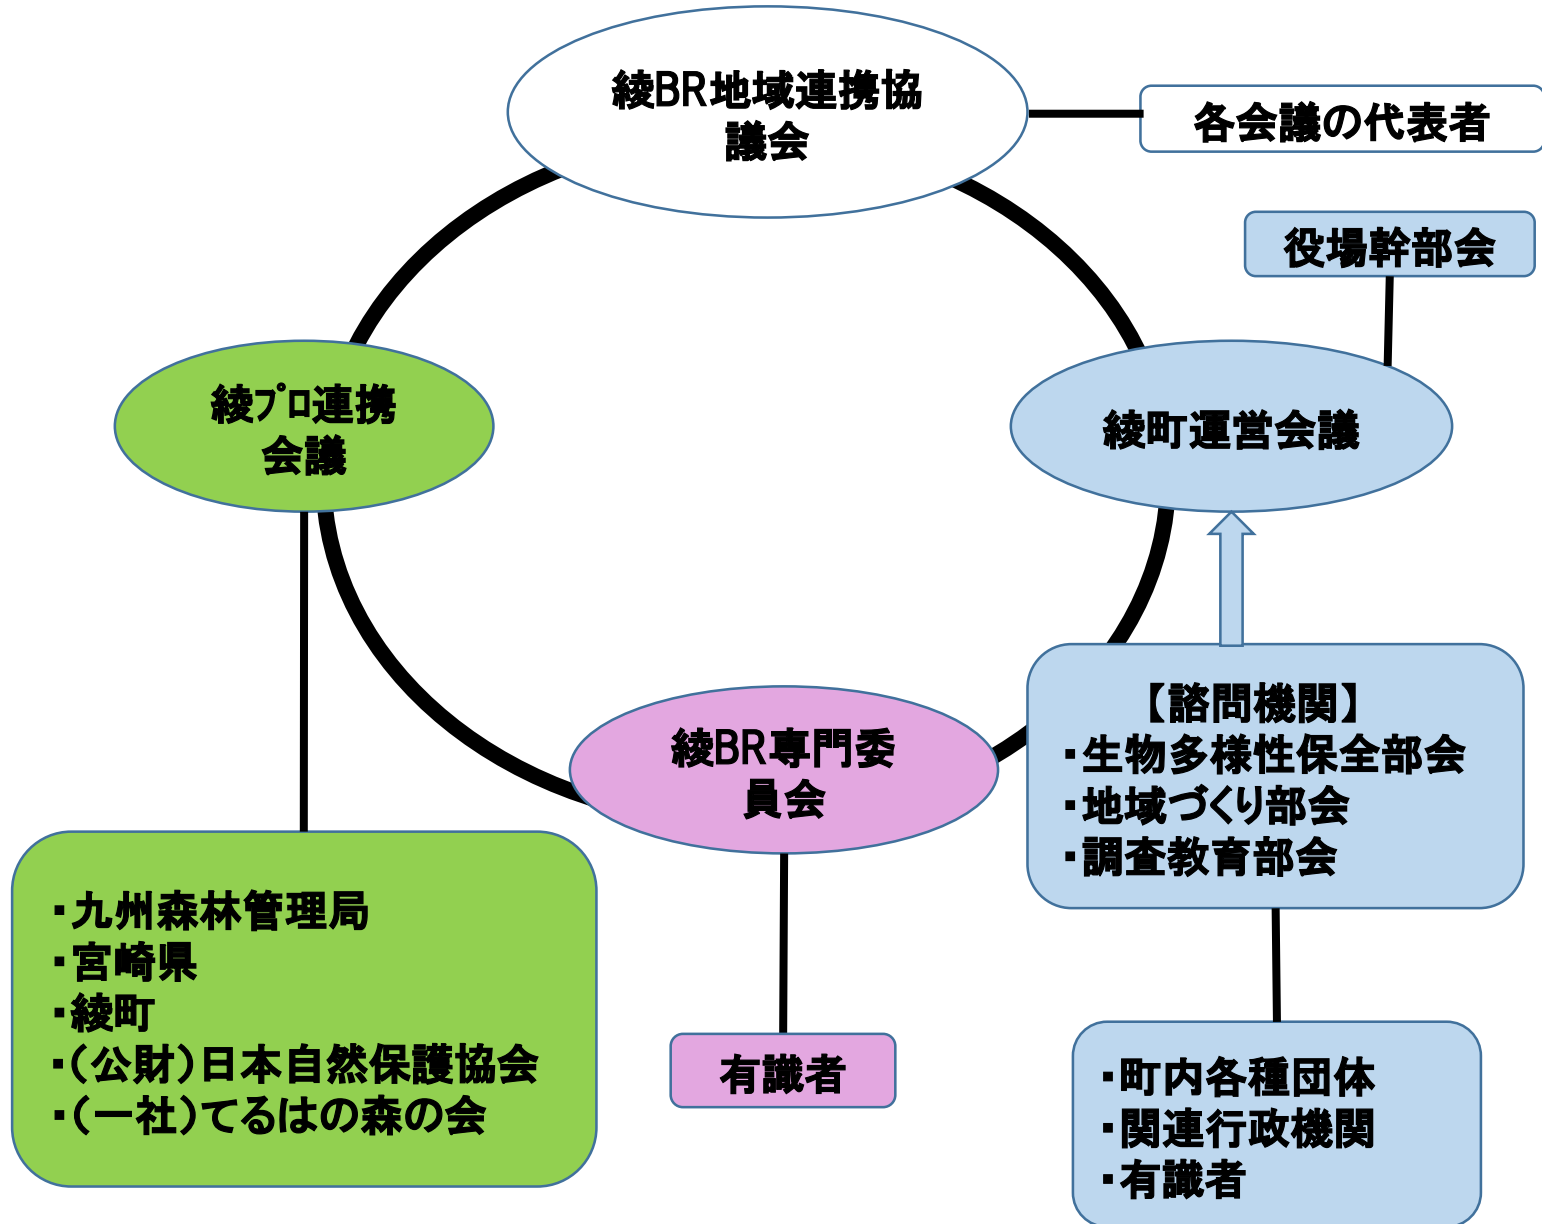 綾BR地域連携協
議会
各会議の代表者
役場幹部会
綾ﾌﾟﾛ連携
会議
綾町運営会議
【諮問機関】
・生物多様性保全部会
・地域づくり部会
・調査教育部会
綾BR専門委
員会
・九州森林管理局
・宮崎県
・綾町
・（公財）日本自然保護協会
・（一社）てるはの森の会
有識者
・町内各種団体
・関連行政機関
・有識者